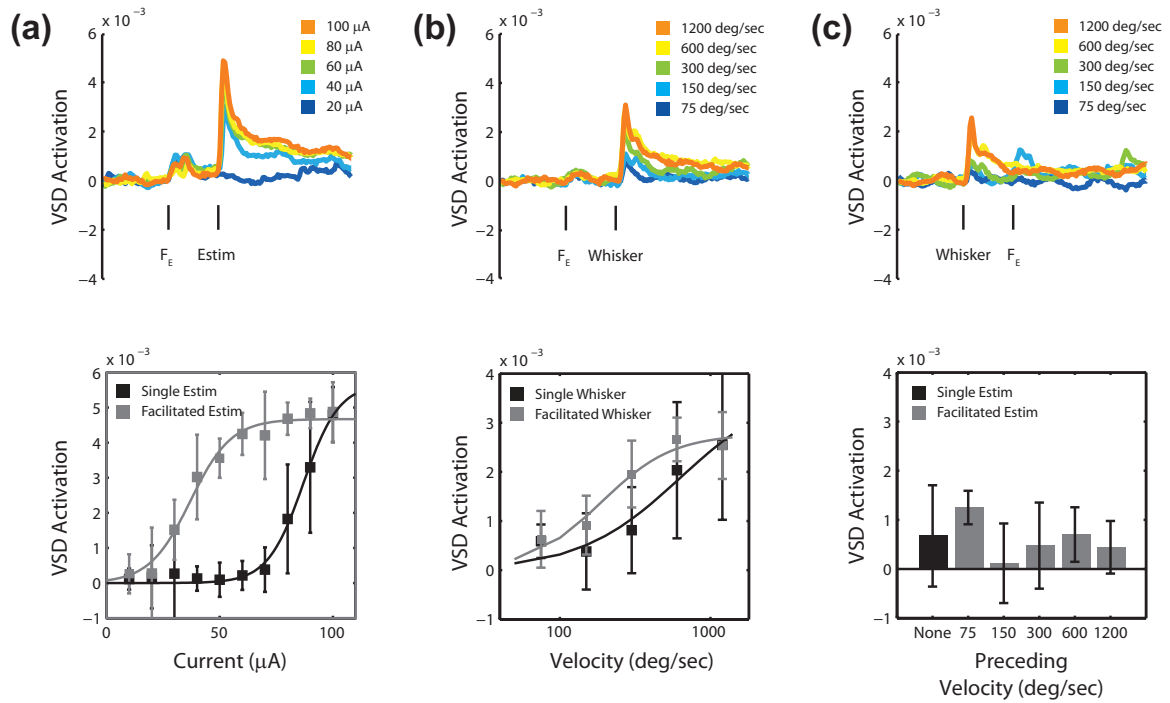 (a)
x 10⁻³
6
4
2
0
−2
−4
VSD Activation
100 μA
80 μA
60 μA
40 μA
20 μA
F_E
Estim
(b)
x 10⁻³
6
4
2
0
−2
−4
VSD Activation
1200 deg/sec
600 deg/sec
300 deg/sec
150 deg/sec
75 deg/sec
F_E
Whisker
(c)
x 10⁻³
6
4
2
0
−2
−4
VSD Activation
1200 deg/sec
600 deg/sec
300 deg/sec
150 deg/sec
75 deg/sec
Whisker
F_E
x 10⁻³
6
5
4
3
2
1
0
−1
VSD Activation
Single Estim
Facilitated Estim
0
50
100
Current (μA)
x 10⁻³
4
3
2
1
0
−1
VSD Activation
Single Whisker
Facilitated Whisker
100
1000
Velocity (deg/sec)
x 10⁻³
4
3
2
1
0
−1
VSD Activation
Single Estim
Facilitated Estim
None 75 150 300 600 1200
Preceding
Velocity (deg/sec)